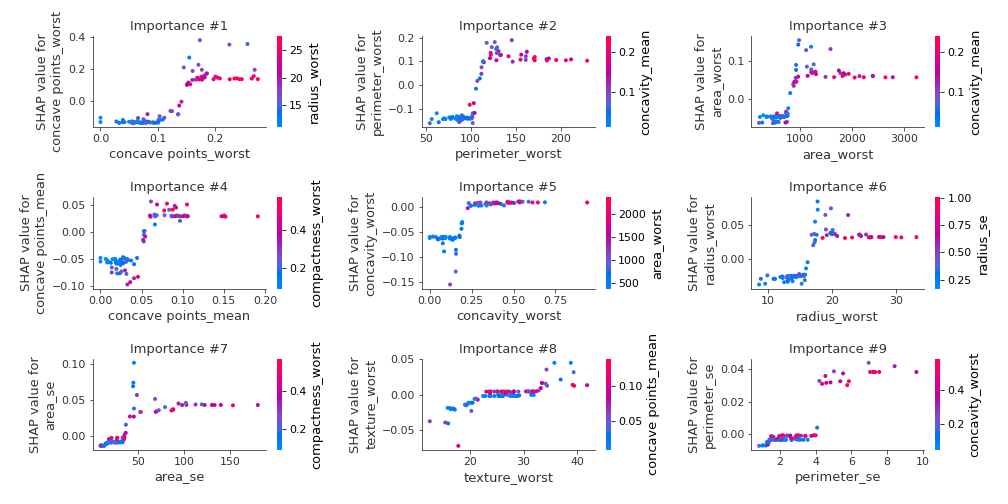 Importance #1
SHAP value for
concave points_worst
0.4
0.2
0.0
0.0
0.1
0.2
concave points_worst
25
20
15
radius_worst
Importance #2
SHAP value for
perimeter_worst
0.2
0.1
0.0
−0.1
50
100
150
200
perimeter_worst
0.2
0.1
concavity_mean
Importance #3
SHAP value for
area_worst
0.1
0.0
1000
2000
3000
area_worst
0.2
0.1
concavity_mean
Importance #4
SHAP value for
concave points_mean
0.05
0.00
−0.05
−0.10
0.00
0.05
0.10
0.15
0.20
concave points_mean
0.4
0.2
compactness_worst
Importance #5
SHAP value for
concavity_worst
0.00
−0.05
−0.10
−0.15
0.00
0.25
0.50
0.75
concavity_worst
2000
1500
1000
500
area_worst
Importance #6
SHAP value for
radius_worst
0.05
0.00
10
20
30
radius_worst
1.00
0.75
0.50
0.25
radius_se
Importance #7
SHAP value for
area_se
0.10
0.05
0.00
50
100
150
area_se
0.4
0.2
compactness_worst
Importance #8
SHAP value for
texture_worst
0.05
0.00
−0.05
20
30
40
texture_worst
0.10
0.05
concave points_mean
Importance #9
SHAP value for
perimeter_se
0.04
0.02
0.00
2
4
6
8
10
perimeter_se
0.4
0.2
concavity_worst